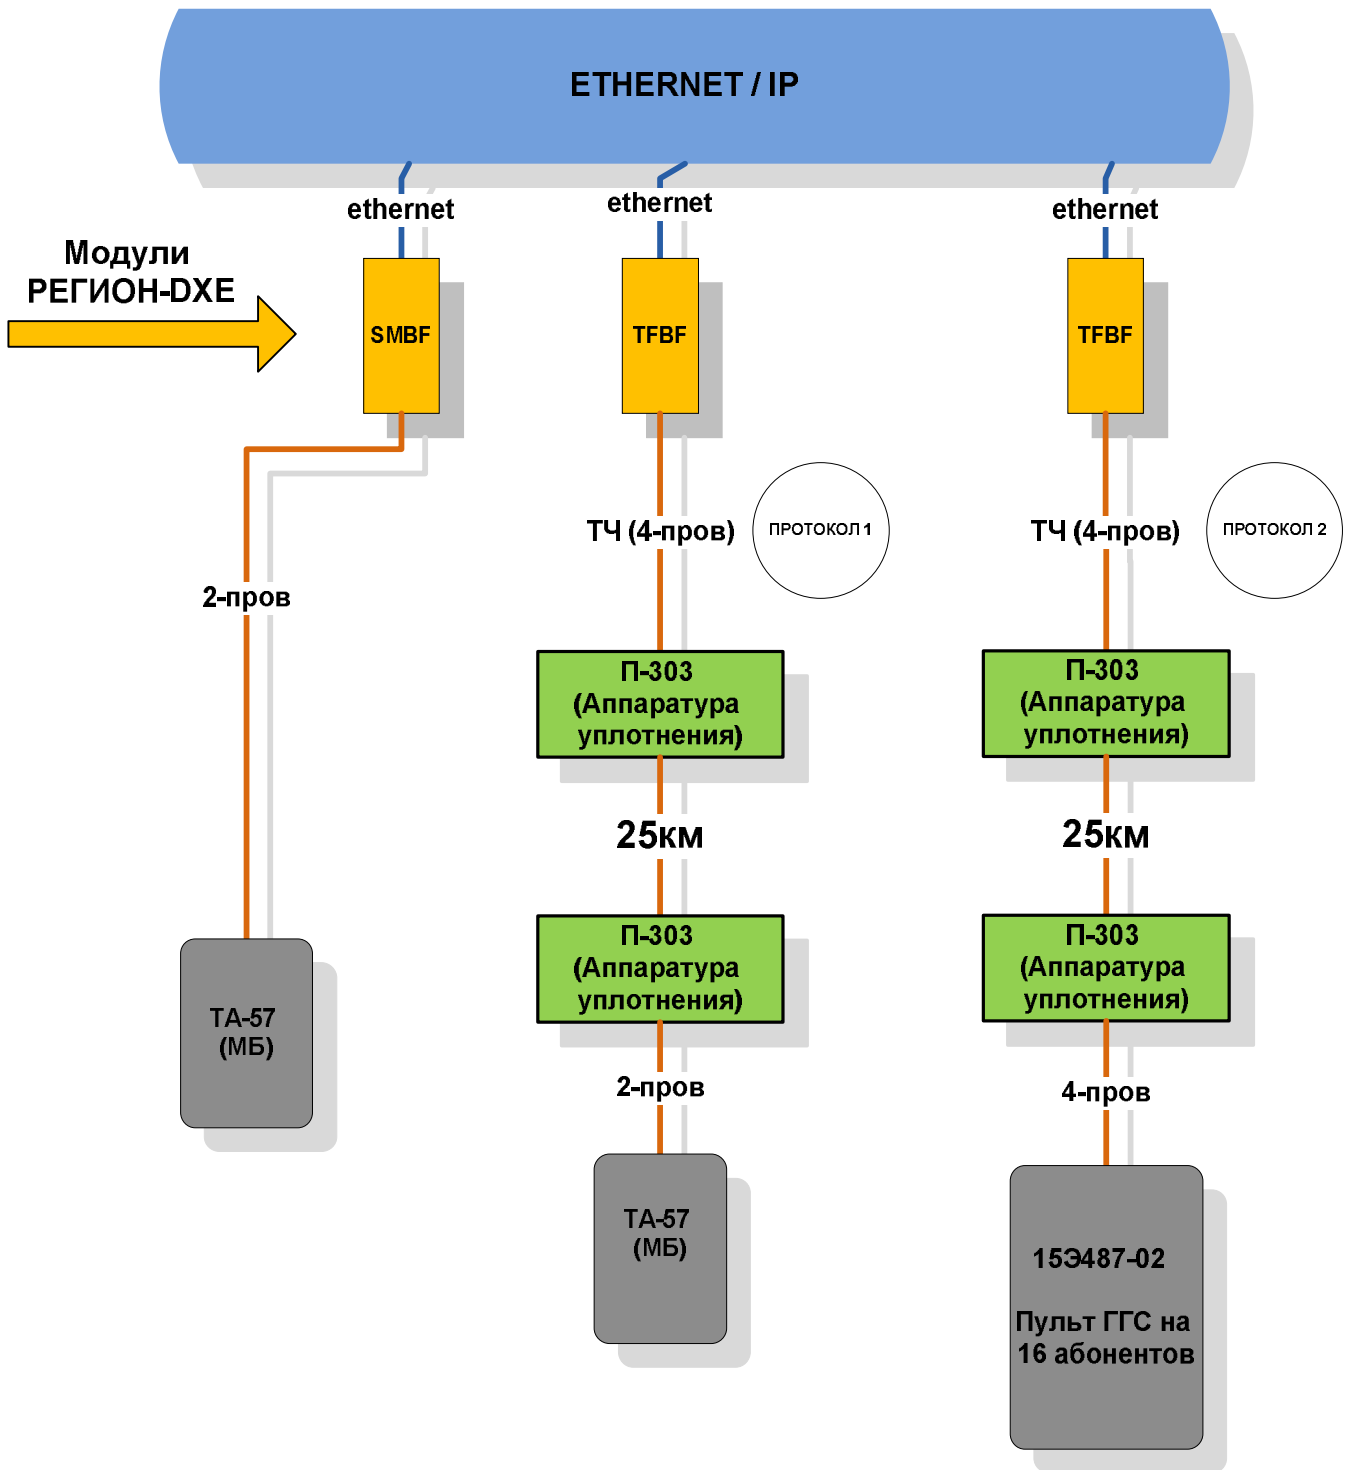 ETHERNET / IP
ethernet
ethernet
ethernet
Модули
РЕГИОН-DXE
SMBF
TFBF
TFBF
ТЧ (4-пров)
ПРОТОКОЛ 1
ТЧ (4-пров)
ПРОТОКОЛ 2
2-пров
П-303
(Аппаратура
уплотнения)
П-303
(Аппаратура
уплотнения)
25км
25км
П-303
(Аппаратура
уплотнения)
П-303
(Аппаратура
уплотнения)
ТА-57
(МБ)
2-пров
4-пров
ТА-57
(МБ)
15Э487-02
Пульт ГГС на
16 абонентов